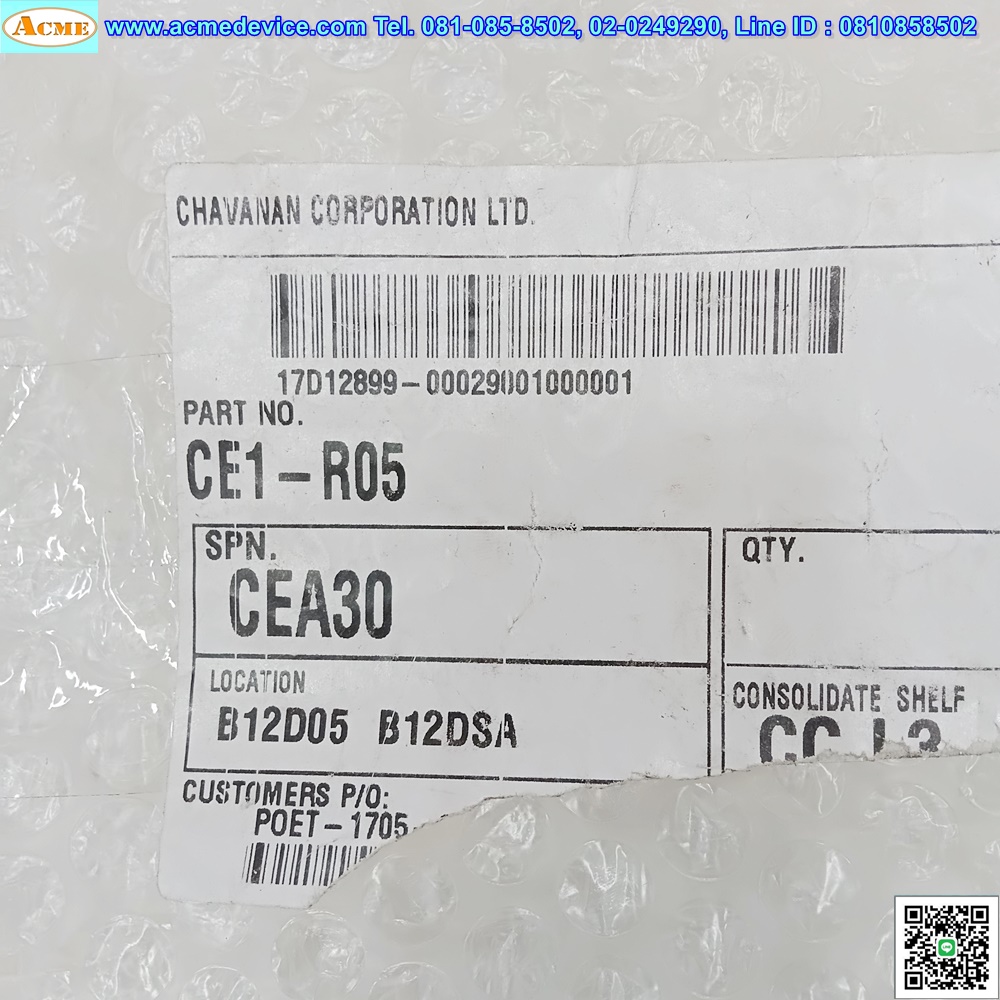 ACME
www.acmedevice.com Tel. 081-085-8502, 02-0249290, Line ID : 0810858502
CHAVANAN CORPORATION LTD.
17D12899-00029001000001
PART NO.
CE1-R05
SPN.
CEA30
QTY.
LOCATION
B12D05 B12DSA
CONSOLIDATE SHELF
CUSTOMERS P/O:
POET-1705
LINE